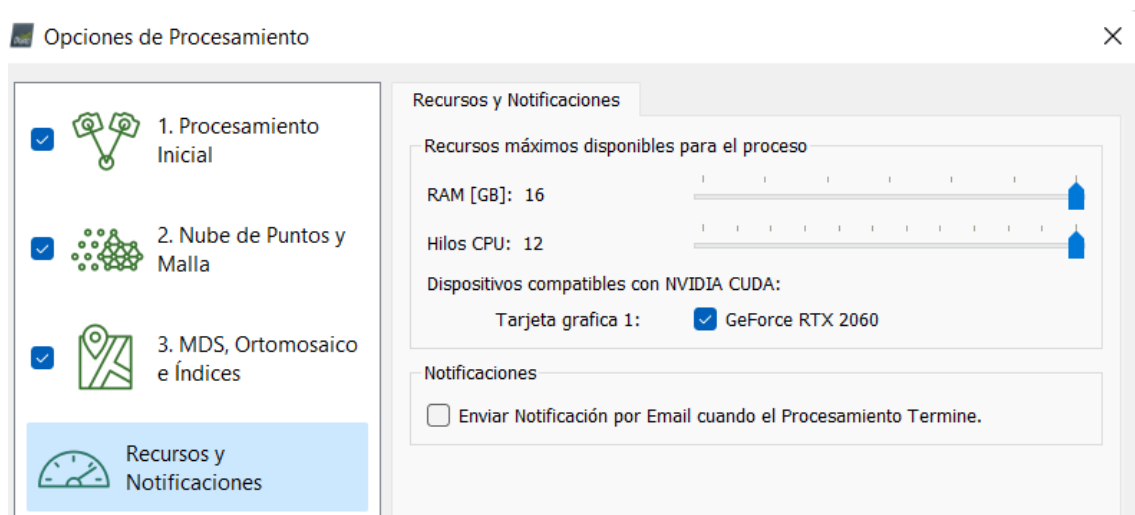 Opciones de Procesamiento
1. Procesamiento
Inicial
2. Nube de Puntos y
Malla
3. MDS, Ortomosaico
e Índices
Recursos y
Notificaciones
Recursos y Notificaciones
Recursos máximos disponibles para el proceso
RAM [GB]: 16
Hilos CPU: 12
Dispositivos compatibles con NVIDIA CUDA:
Tarjeta grafica 1: GeForce RTX 2060
Notificaciones
Enviar Notificación por Email cuando el Procesamiento Termine.